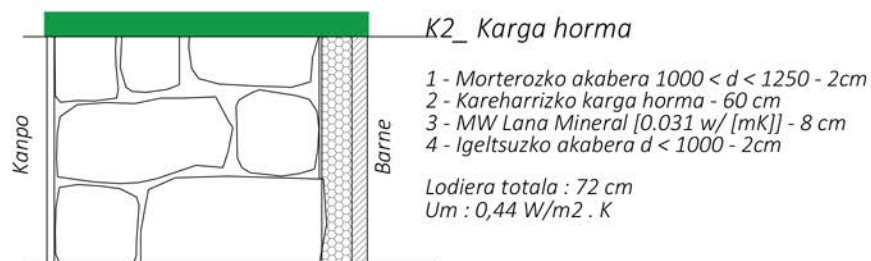 K2_ Karga horma
1 - Morterozko akabera 1000 < d < 1250 - 2cm
2 - Kareharrizko karga horma - 60 cm
3 - MW Lana Mineral [0.031 w/ [mK]] - 8 cm
4 - Igeltsuzko akabera d < 1000 - 2cm
Lodiera totala : 72 cm
Um : 0,44 W/m2 . K
Kanpo
Barne